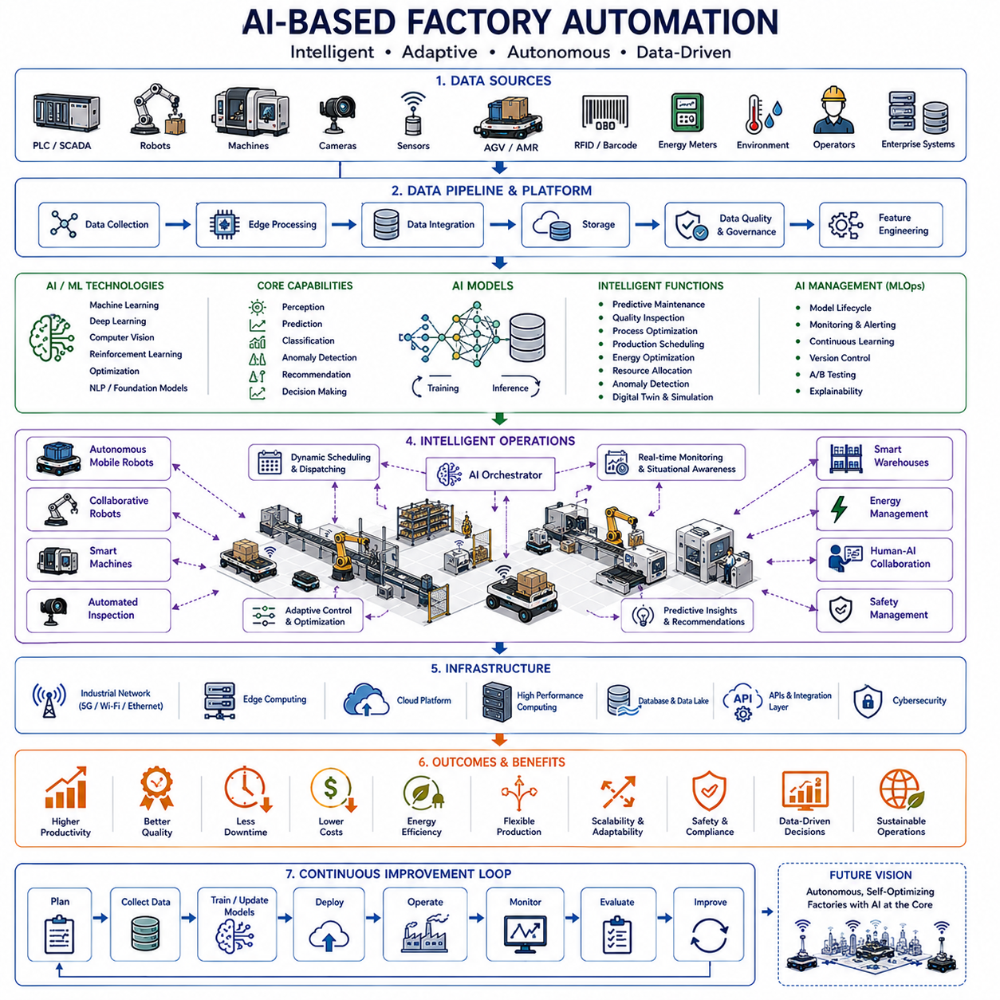 AI-BASED FACTORY AUTOMATION
Intelligent • Adaptive • Autonomous • Data-Driven
1. DATA SOURCES
PLC / SCADA
Robots
Machines
Cameras
Sensors
AGV / AMR
RFID / Barcode
Energy Meters
Environment
Operators
Enterprise Systems
2. DATA PIPELINE & PLATFORM
Data Collection
Edge Processing
Data Integration
Storage
Data Quality
& Governance
Feature
Engineering
AI / ML TECHNOLOGIES
Machine Learning
Deep Learning
Computer Vision
Reinforcement Learning
Optimization
NLP / Foundation Models
CORE CAPABILITIES
Perception
Prediction
Classification
Anomaly Detection
Recommendation
Decision Making
AI MODELS
Training
Inference
INTELLIGENT FUNCTIONS
• Predictive Maintenance
• Quality Inspection
• Process Optimization
• Production Scheduling
• Energy Optimization
• Resource Allocation
• Anomaly Detection
• Digital Twin & Simulation
AI MANAGEMENT (MLOps)
• Model Lifecycle
• Monitoring & Alerting
• Continuous Learning
• Version Control
• A/B Testing
• Explainability
4. INTELLIGENT OPERATIONS
Autonomous
Mobile Robots
Collaborative
Robots
Smart
Machines
Automated
Inspection
Dynamic Scheduling
& Dispatching
AI Orchestrator
Real-time Monitoring
& Situational Awareness
Adaptive Control
& Optimization
Predictive Insights
& Recommendations
Smart
Warehouses
Energy
Management
Human-AI
Collaboration
Safety
Management
5. INFRASTRUCTURE
Industrial Network
(5G / Wi-Fi / Ethernet)
Edge Computing
Cloud Platform
High Performance
Computing
Database & Data Lake
API
APIs & Integration
Layer
Cybersecurity
6. OUTCOMES & BENEFITS
Higher
Productivity
Better
Quality
Less
Downtime
$
Lower
Costs
Energy
Efficiency
Flexible
Production
Scalability &
Adaptability
Safety &
Compliance
Data-Driven
Decisions
Sustainable
Operations
7. CONTINUOUS IMPROVEMENT LOOP
Plan
Collect Data
Train / Update
Models
Deploy
Operate
Monitor
Evaluate
Improve
FUTURE VISION
Autonomous, Self-Optimizing
Factories with AI at the Core